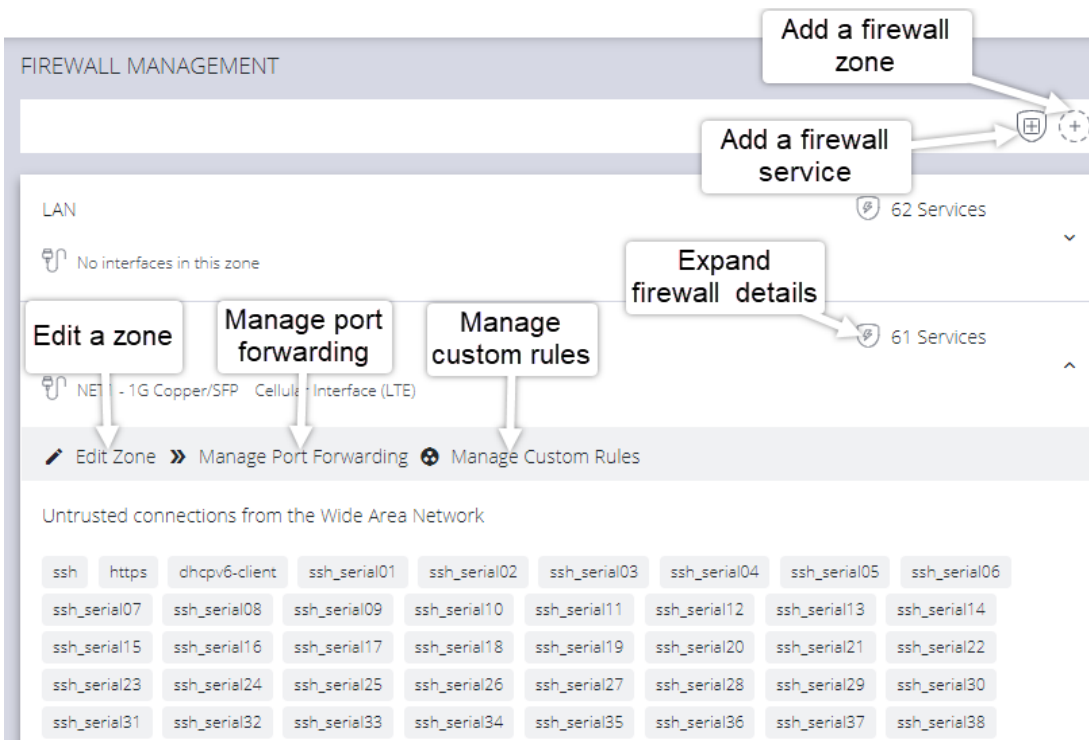 Add a firewall
zone
FIREWALL MANAGEMENT
Add a firewall
service
LAN
62 Services
No interfaces in this zone
Expand
firewall details
Edit a zone
Manage port
forwarding
Manage
custom rules
61 Services
NET1 - 1G Copper/SFP Cellular Interface (LTE)
Edit Zone Manage Port Forwarding Manage Custom Rules
Untrusted connections from the Wide Area Network
ssh https dhcpv6-client ssh_serial01 ssh_serial02 ssh_serial03 ssh_serial04 ssh_serial05 ssh_serial06
ssh_serial07 ssh_serial08 ssh_serial09 ssh_serial10 ssh_serial11 ssh_serial12 ssh_serial13 ssh_serial14
ssh_serial15 ssh_serial16 ssh_serial17 ssh_serial18 ssh_serial19 ssh_serial20 ssh_serial21 ssh_serial22
ssh_serial23 ssh_serial24 ssh_serial25 ssh_serial26 ssh_serial27 ssh_serial28 ssh_serial29 ssh_serial30
ssh_serial31 ssh_serial32 ssh_serial33 ssh_serial34 ssh_serial35 ssh_serial36 ssh_serial37 ssh_serial38